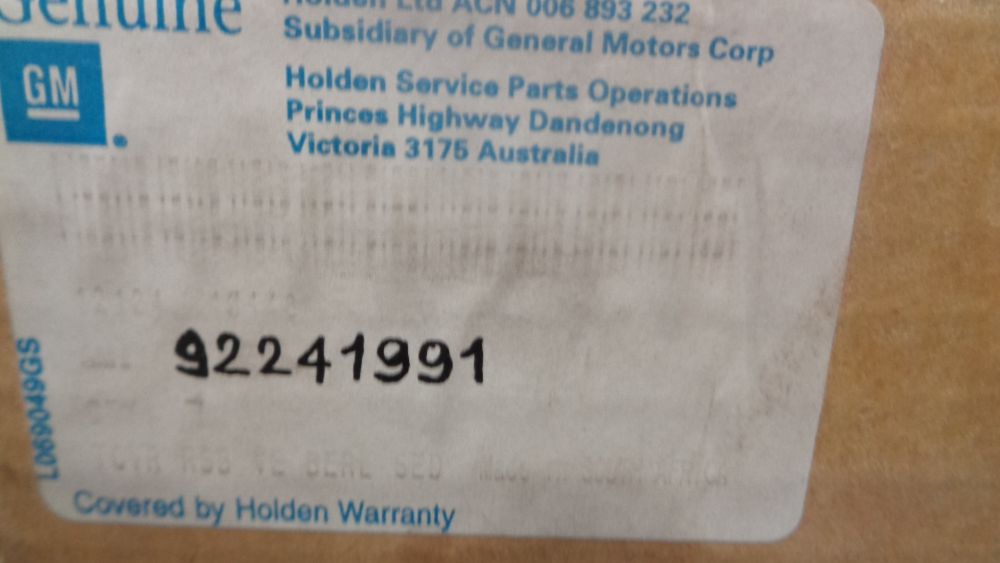 Genuine
Holden Ltd ACN 006 893 232
Subsidiary of General Motors Corp
GM
Holden Service Parts Operations
Princes Highway Dandenong
Victoria 3175 Australia
92241991
L069049GS
Covered by Holden Warranty